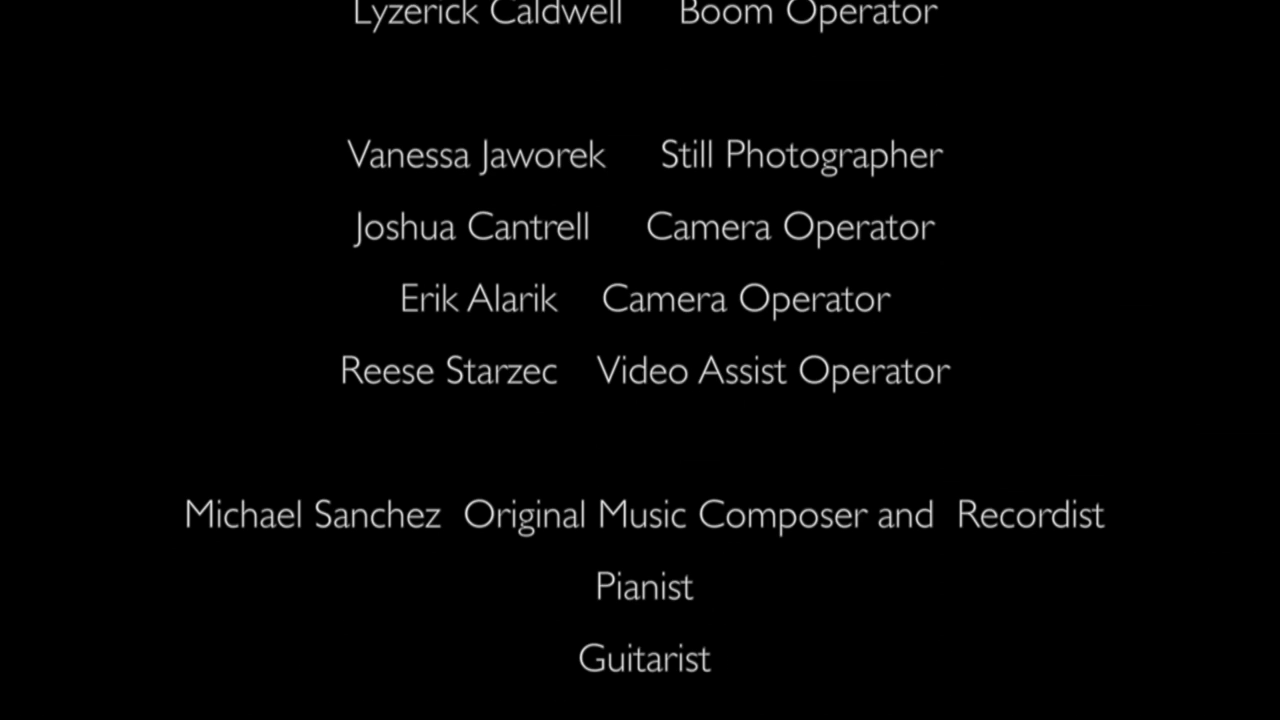 Lyzerick Caldwell Boom Operator
Vanessa Jaworek Still Photographer
Joshua Cantrell Camera Operator
Erik Alarik Camera Operator
Reese Starzec Video Assist Operator
Michael Sanchez Original Music Composer and Recordist
Pianist
Guitarist